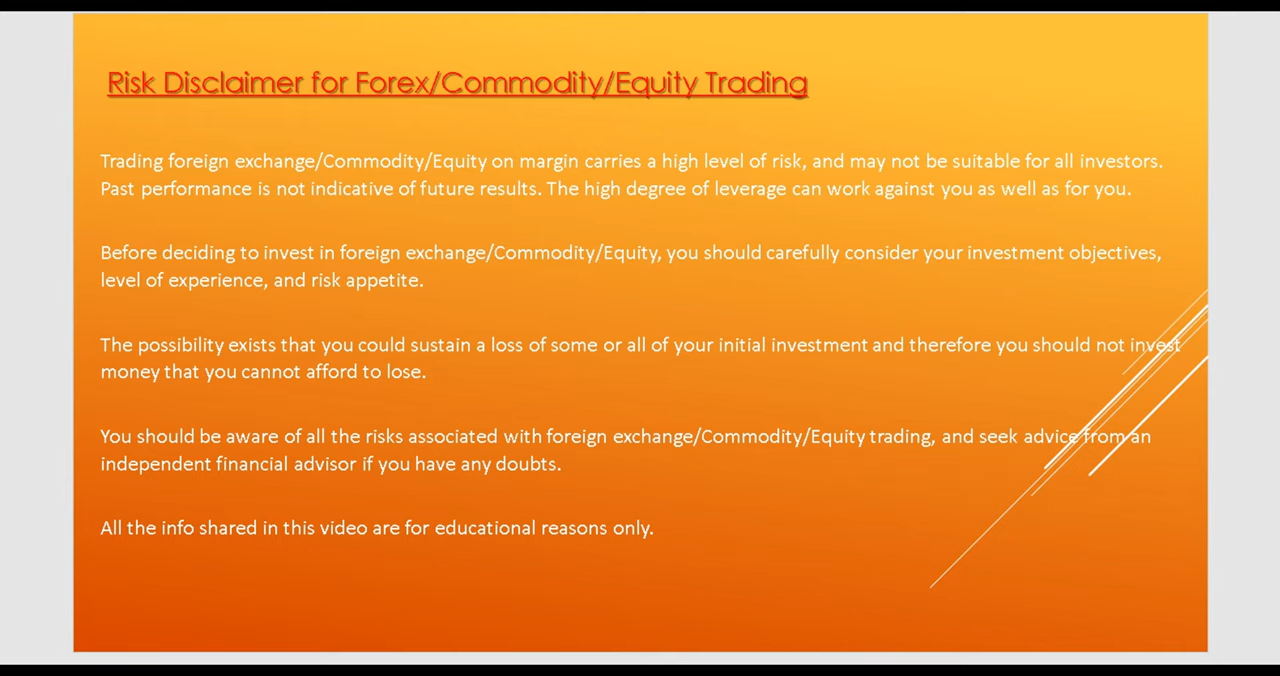 Risk Disclaimer for Forex/Commodity/Equity Trading
Trading foreign exchange/Commodity/Equity on margin carries a high level of risk, and may not be suitable for all investors.
Past performance is not indicative of future results. The high degree of leverage can work against you as well as for you.
Before deciding to invest in foreign exchange/Commodity/Equity, you should carefully consider your investment objectives,
level of experience, and risk appetite.
The possibility exists that you could sustain a loss of some or all of your initial investment and therefore you should not invest
money that you cannot afford to lose.
You should be aware of all the risks associated with foreign exchange/Commodity/Equity trading, and seek advice from an
independent financial advisor if you have any doubts.
All the info shared in this video are for educational reasons only.